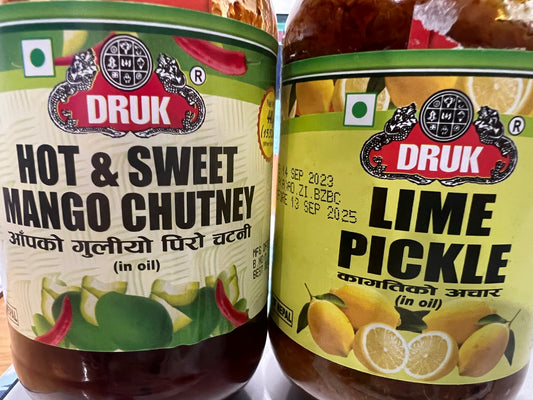 ®
DRUK
HOT & SWEET
MANGO CHUTNEY
आँपको गुलीयो पिरो चटनी
(in oil)
®
DRUK
14 SEP 2023
13 SEP 2025
LIME
PICKLE
कागतिको अचार
(in oil)